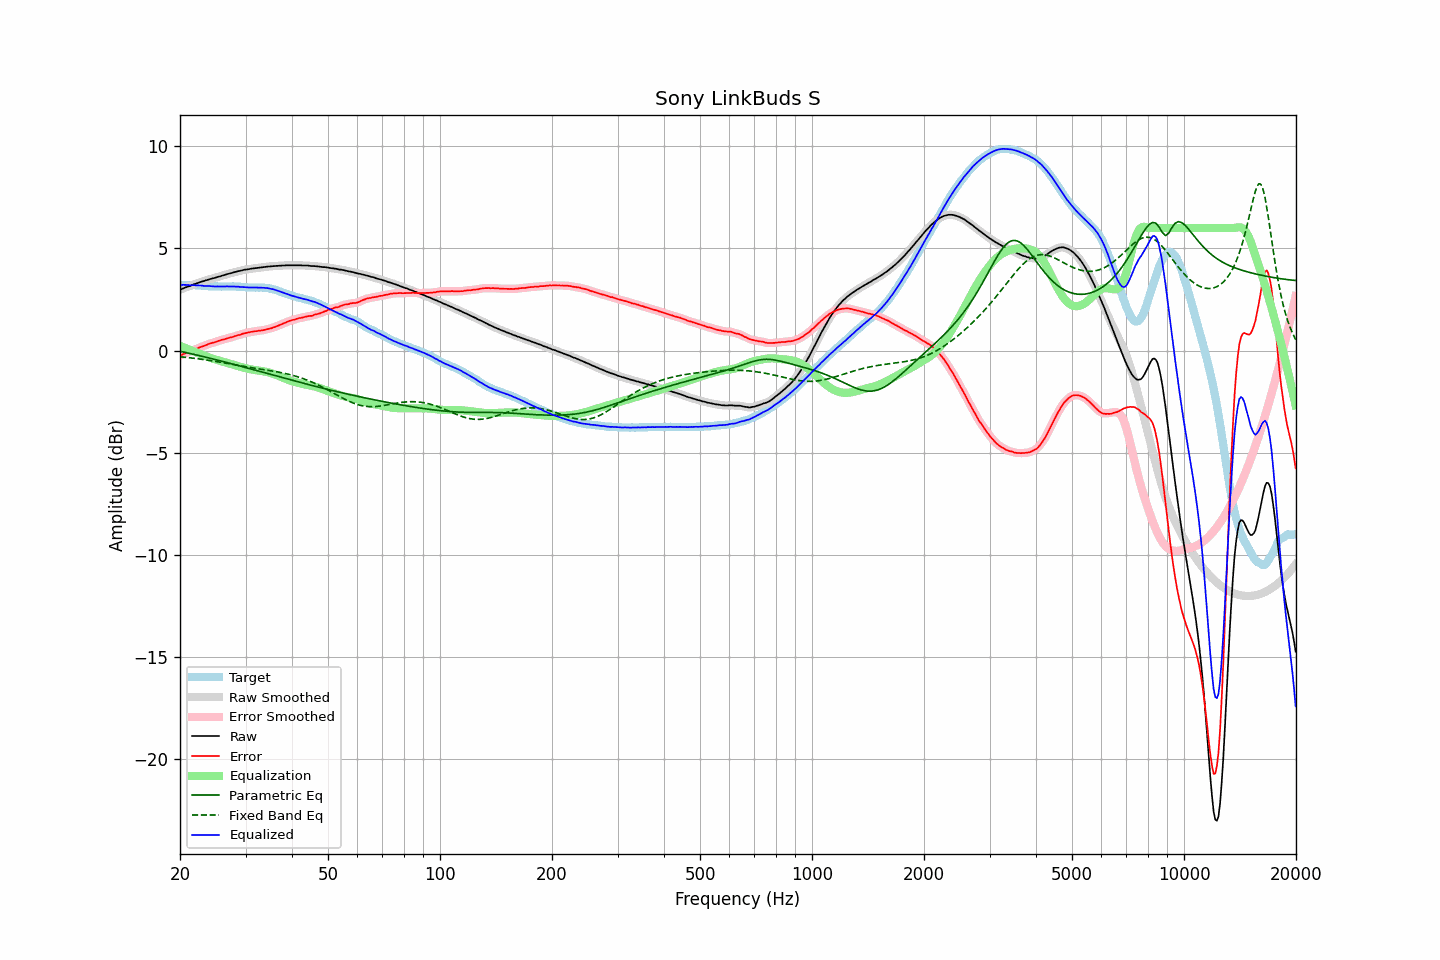 Sony LinkBuds S
10
5
0
−5
−10
−15
−20
Amplitude (dBr)
Target
Raw Smoothed
Error Smoothed
Raw
Error
Equalization
Parametric Eq
Fixed Band Eq
Equalized
20 50 100 200 500 1000 2000 5000 10000 20000
Frequency (Hz)